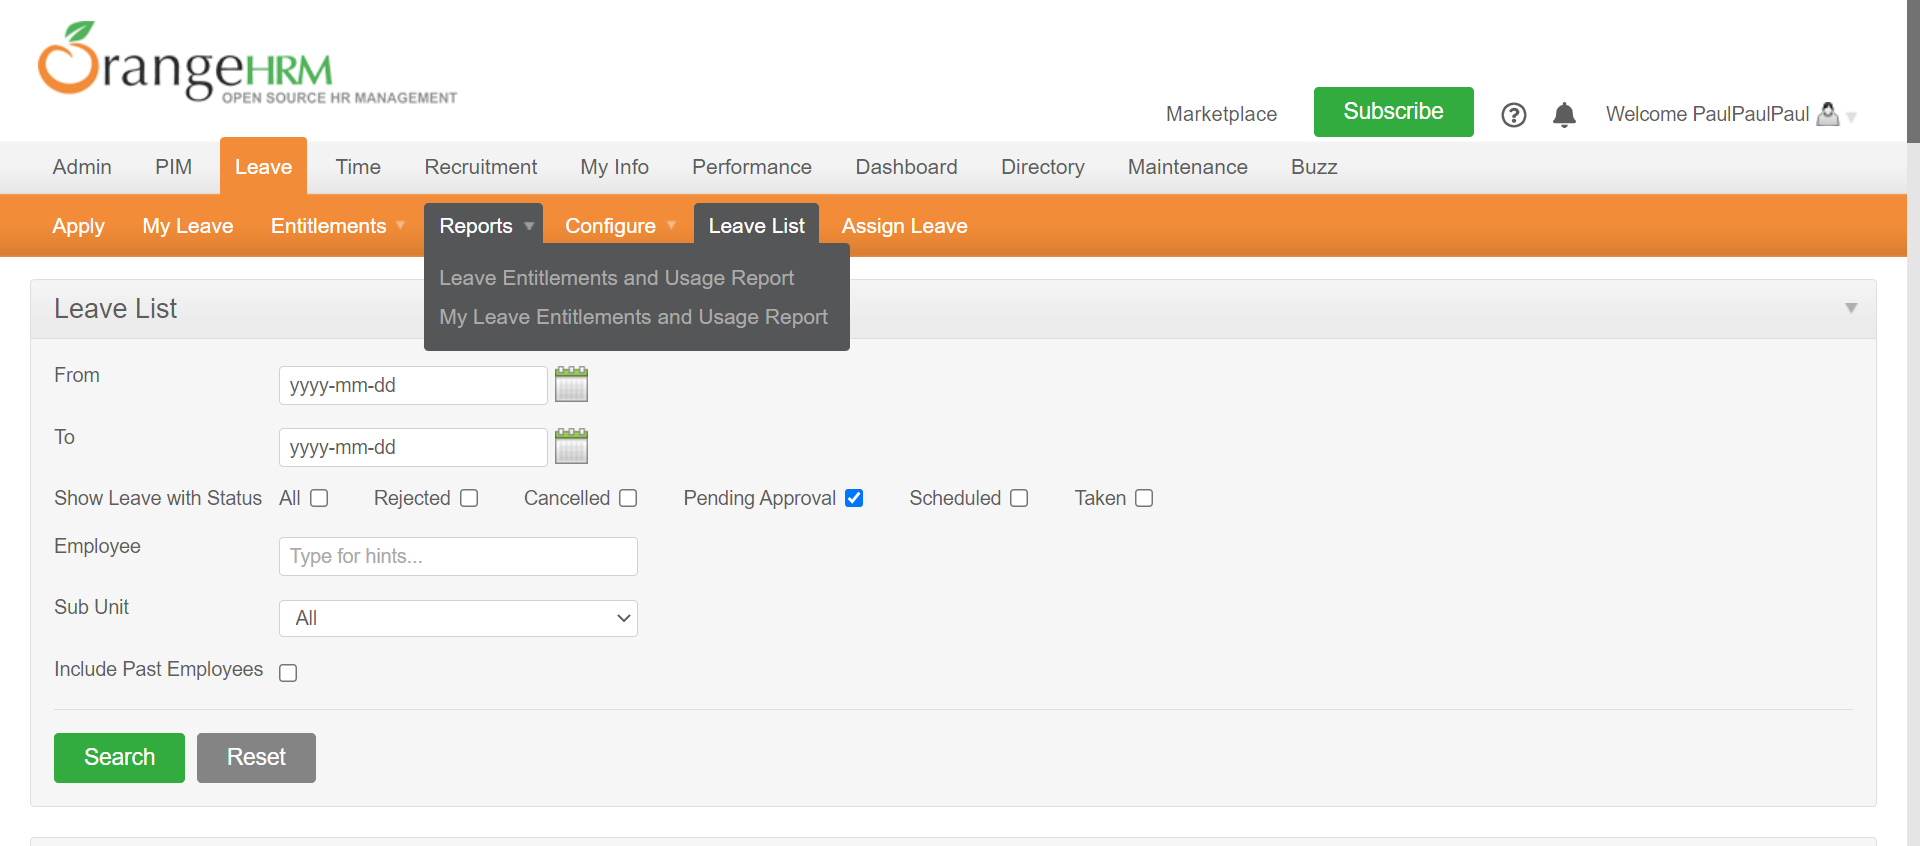 OrangeHRM
OPEN SOURCE HR MANAGEMENT
Marketplace Subscribe Welcome PaulPaulPaul
Admin PIM Leave Time Recruitment My Info Performance Dashboard Directory Maintenance Buzz
Apply My Leave Entitlements Reports Configure Leave List Assign Leave
Leave Entitlements and Usage Report
My Leave Entitlements and Usage Report
Leave List
From yyyy-mm-dd
To yyyy-mm-dd
Show Leave with Status All Rejected Cancelled Pending Approval Scheduled Taken
Employee Type for hints...
Sub Unit All
Include Past Employees
Search Reset